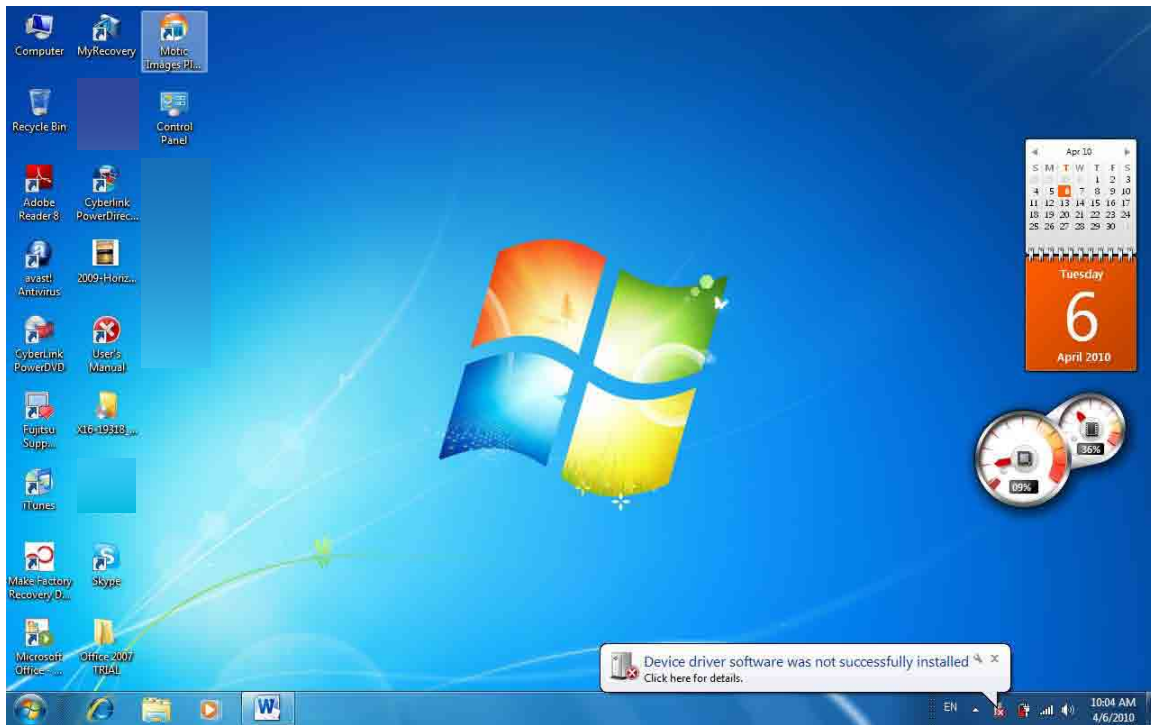 Computer
MyRecovery
Motic
Images Pl...
Recycle Bin
Control
Panel
Adobe
Reader 8
Cyberlink
PowerDirec...
avast!
Antivirus
2009-Horiz...
CyberLink
PowerDVD
User's
Manual
Fujitsu
Supp...
X16-19318_...
iTunes
Make Factory
Recovery D...
Skype
Microsoft
Office - ...
Office 2007
TRIAL
Apr 10
S M T W T F S
1 2 3
4 5 6 7 8 9 10
11 12 13 14 15 16 17
18 19 20 21 22 23 24
25 26 27 28 29 30
Tuesday
6
April 2010
36%
09%
Device driver software was not successfully installed
Click here for details.
EN
10:04 AM
4/6/2010